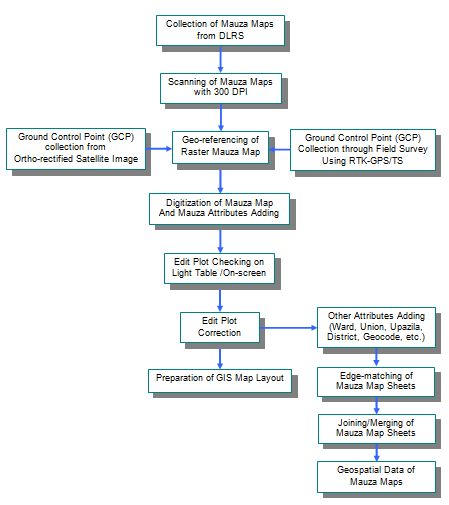 Collection of Mauza Maps
from DLRS
Scanning of Mauza Maps
with 300 DPI
Ground Control Point (GCP)
collection from
Ortho-rectified Satellite Image
Geo-referencing of
Raster Mauza Map
Ground Control Point (GCP)
Collection through Field Survey
Using RTK-GPS/TS
Digitization of Mauza Map
And Mauza Attributes Adding
Edit Plot Checking on
Light Table /On-screen
Edit Plot
Correction
Other Attributes Adding
(Ward, Union, Upazila,
District, Geocode, etc.)
Preparation of GIS Map Layout
Edge-matching of
Mauza Map Sheets
Joining/Merging of
Mauza Map Sheets
Geospatial Data of
Mauza Maps